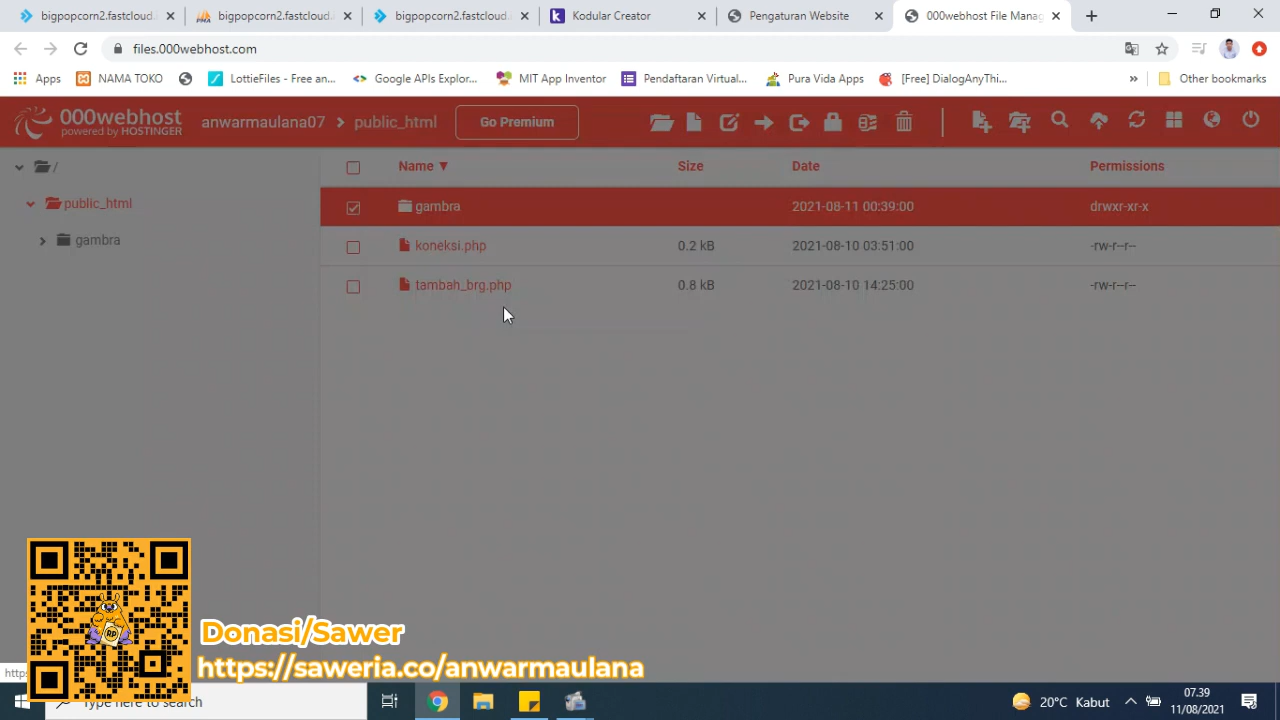 bigpopcorn2.fastcloud.
bigpopcorn2.fastcloud.
bigpopcorn2.fastcloud.
Kodular Creator
Pengaturan Website
000webhost File Manag
files.000webhost.com
Apps
NAMA TOKO
LottieFiles - Free an...
Google APIs Explor...
MIT App Inventor
Pendaftaran Virtual...
Pura Vida Apps
[Free] DialogAnyThi...
»
Other bookmarks
000webhost
powered by HOSTINGER
anwarmaulana07 > public_html
Go Premium
/
public_html
gambra
Name ▼ Size Date Permissions
gambra 2021-08-11 00:39:00 drwxr-xr-x
koneksi.php 0.2 kB 2021-08-10 03:51:00 -rw-r--r--
tambah_brg.php 0.8 kB 2021-08-10 14:25:00 -rw-r--r--
RP
Donasi/Sawer
https://saweria.co/anwarmaulana
https
Type here to search
20°C Kabut
07.39
11/08/2021